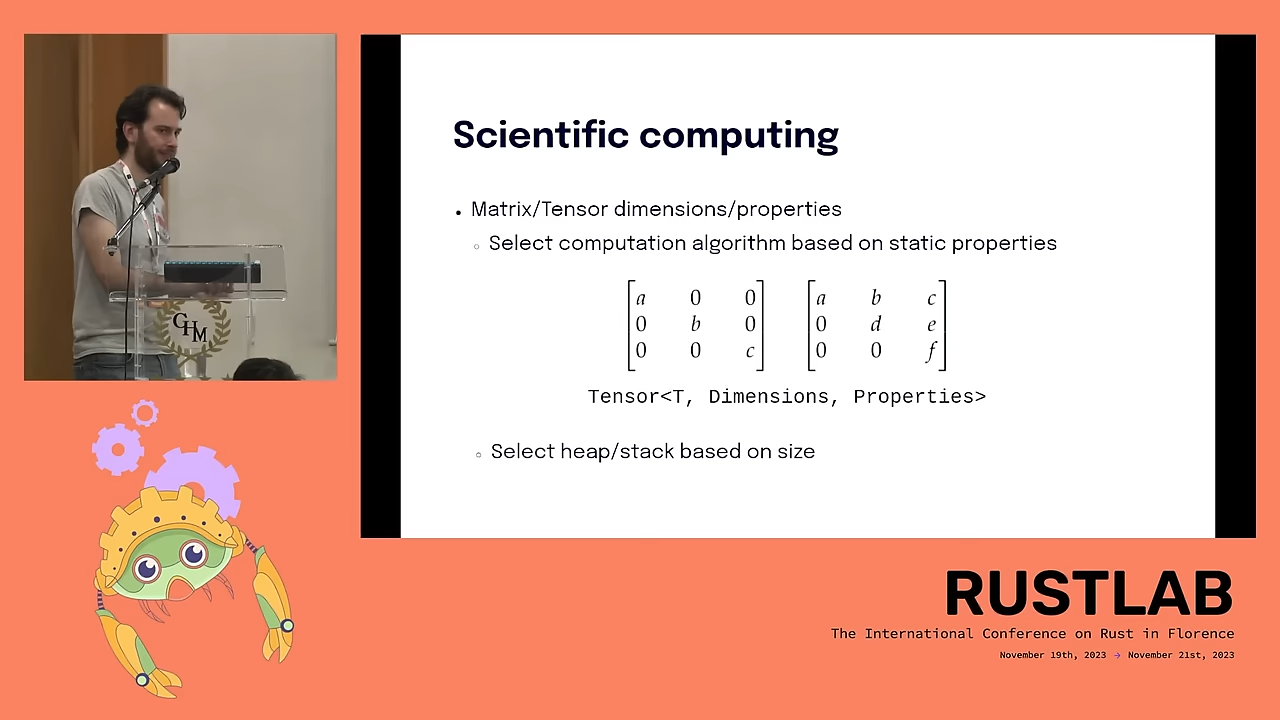 Scientific computing
• Matrix/Tensor dimensions/properties
○ Select computation algorithm based on static properties
a 0 0
0 b 0
0 0 c
a b c
0 d e
0 0 f
Tensor<T, Dimensions, Properties>
○ Select heap/stack based on size
GHM
RUSTLAB
The International Conference on Rust in Florence
November 19th, 2023 → November 21st, 2023